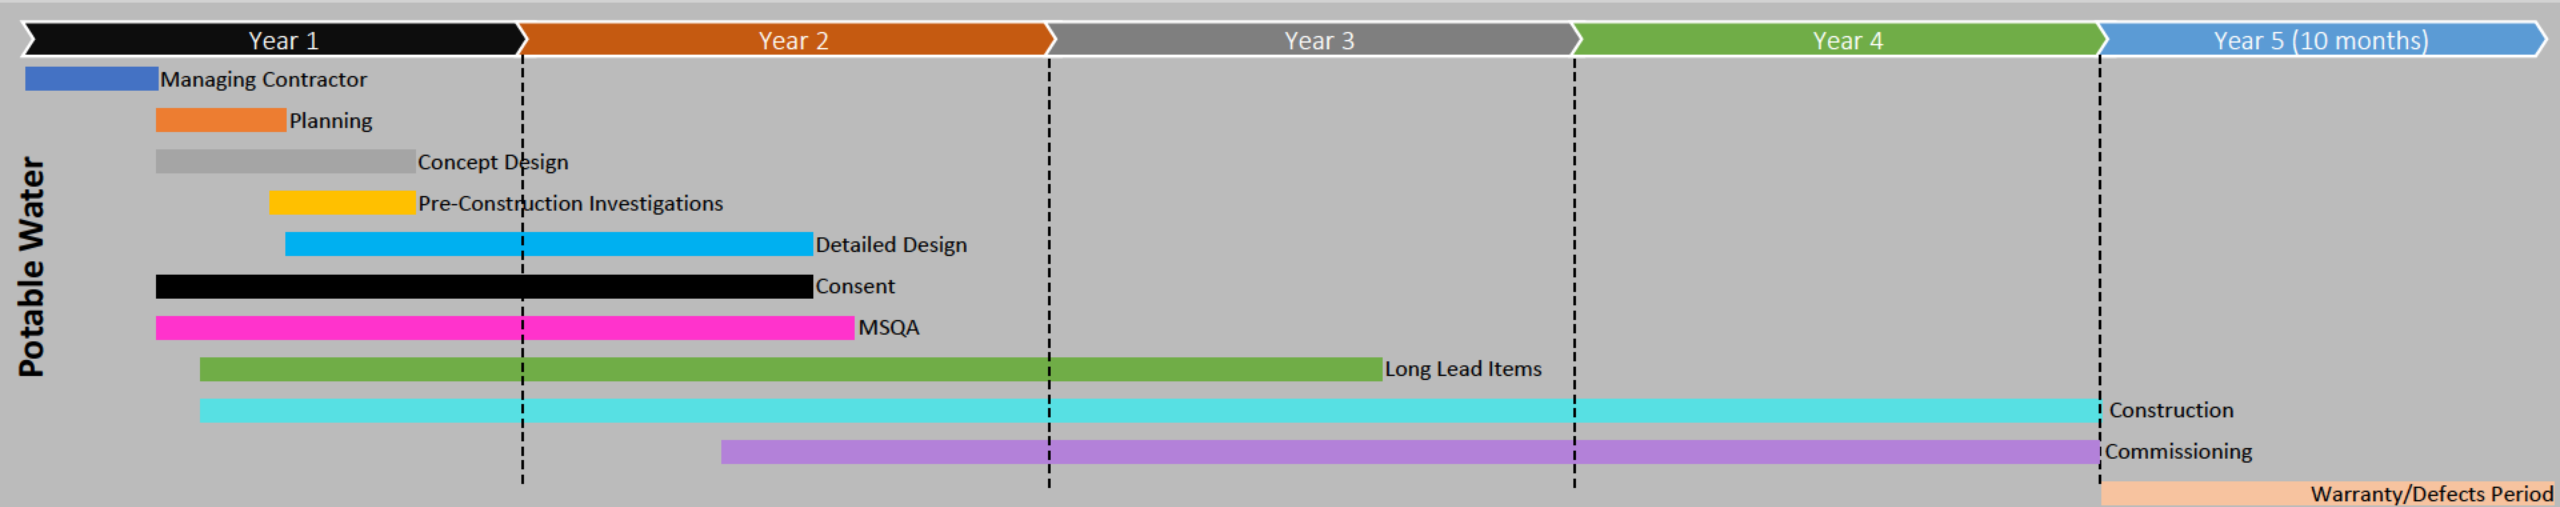 Year 1
Year 2
Year 3
Year 4
Year 5 (10 months)
Potable Water
Managing Contractor
Planning
Concept Design
Pre-Construction Investigations
Detailed Design
Consent
MSQA
Long Lead Items
Construction
Commissioning
Warranty/Defects Period